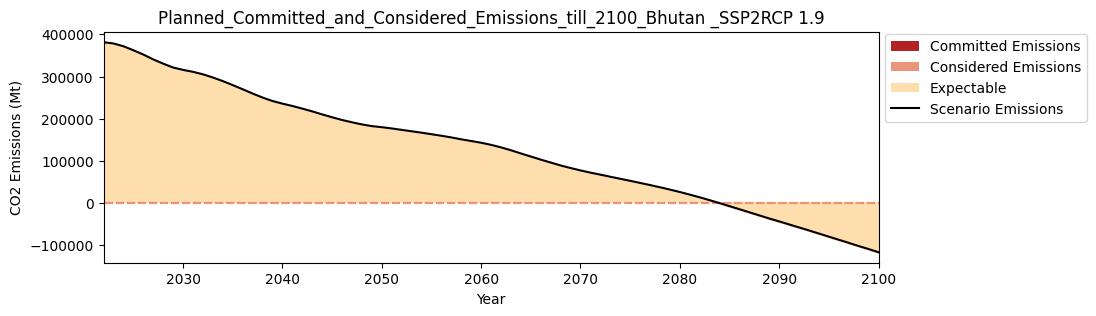 Planned_Committed_and_Considered_Emissions_till_2100_Bhutan _SSP2RCP 1.9
400000
300000
200000
100000
0
−100000
CO2 Emissions (Mt)
2030 2040 2050 2060 2070 2080 2090 2100
Year
Committed Emissions
Considered Emissions
Expectable
Scenario Emissions